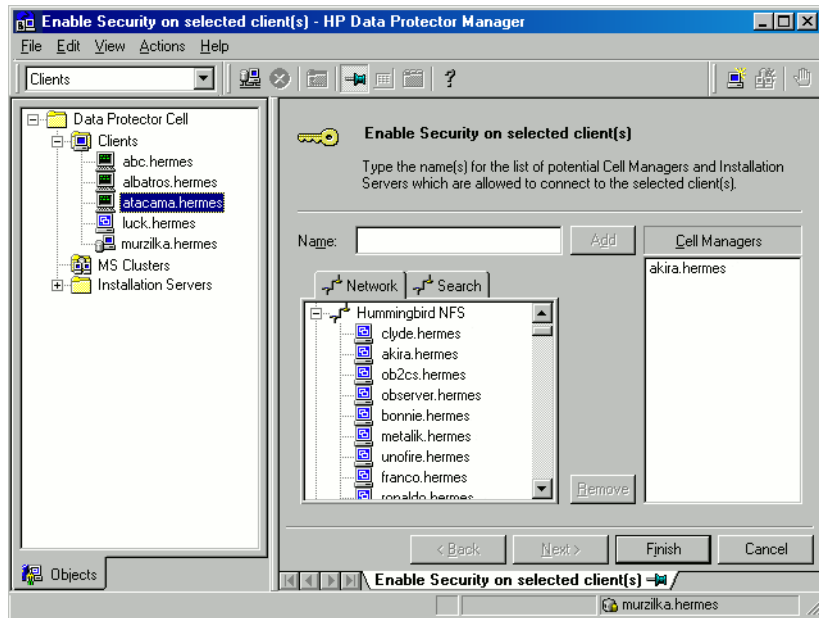 Enable Security on selected client(s) - HP Data Protector Manager
File Edit View Actions Help
Clients
?
Data Protector Cell
Clients
abc.hermes
albatros.hermes
atacama.hermes
luck.hermes
murzilka.hermes
MS Clusters
Installation Servers
Objects
Enable Security on selected client(s)
Type the name(s) for the list of potential Cell Managers and Installation
Servers which are allowed to connect to the selected client(s).
Name:
Add
Cell Managers
akira.hermes
Network Search
Hummingbird NFS
clyde.hermes
akira.hermes
ob2cs.hermes
observer.hermes
bonnie.hermes
metalik.hermes
unofire.hermes
franco.hermes
ronaldo.hermes
Remove
< Back Next > Finish Cancel
Enable Security on selected client(s)
murzilka.hermes